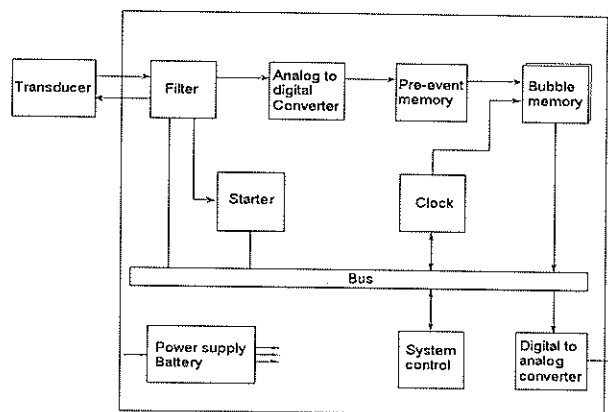 Transducer
Filter
Analog to
digital
Converter
Pre-event
memory
Bubble
memory
Starter
Clock
Bus
Power supply
Battery
System
control
Digital to
analog
converter